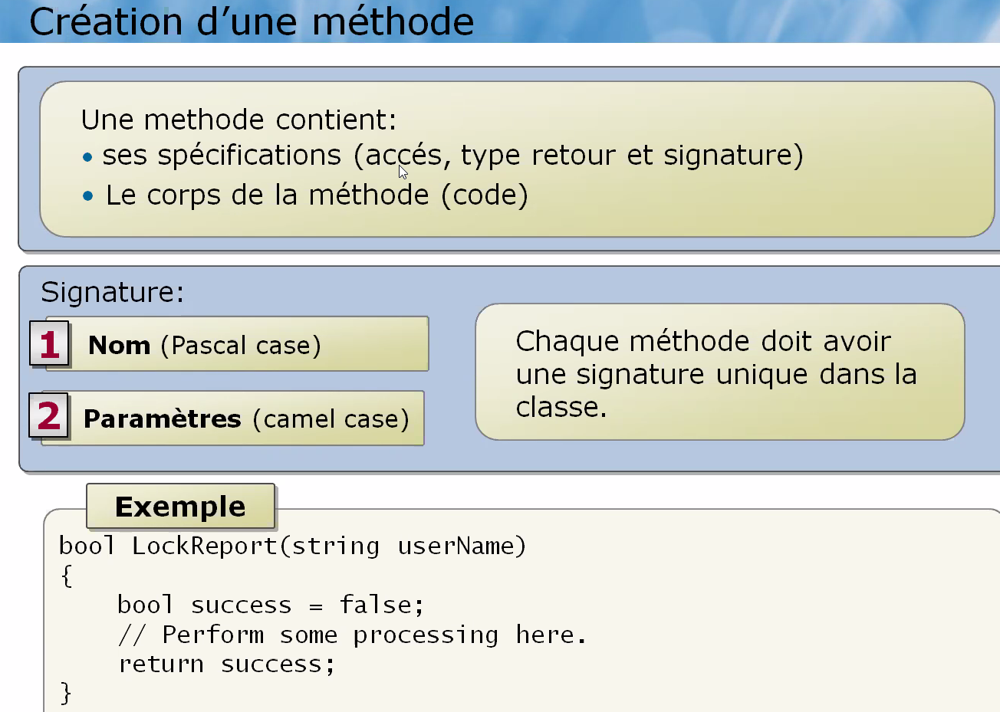 Création d’une méthode
Une methode contient:
• ses spécifications (accés, type retour et signature)
• Le corps de la méthode (code)
Signature:
1 Nom (Pascal case)
2 Paramètres (camel case)
Chaque méthode doit avoir
une signature unique dans la
classe.
Exemple
bool LockReport(string userName)
{
    bool success = false;
    // Perform some processing here.
    return success;
}